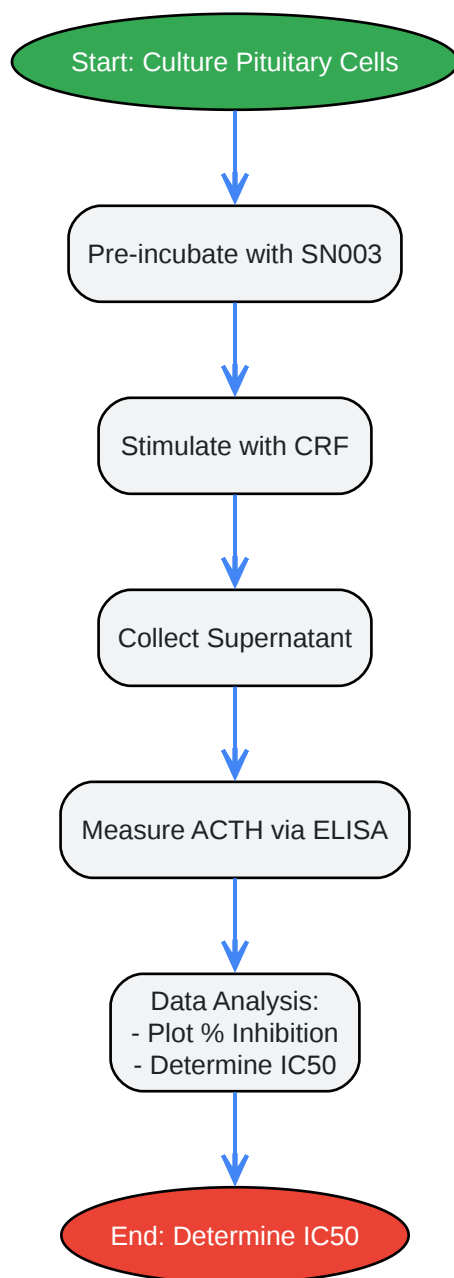 Start: Culture Pituitary Cells
Pre-incubate with SN003
Stimulate with CRF
Collect Supernatant
Measure ACTH via ELISA
Data Analysis:
- Plot % Inhibition
- Determine IC50
End: Determine IC50